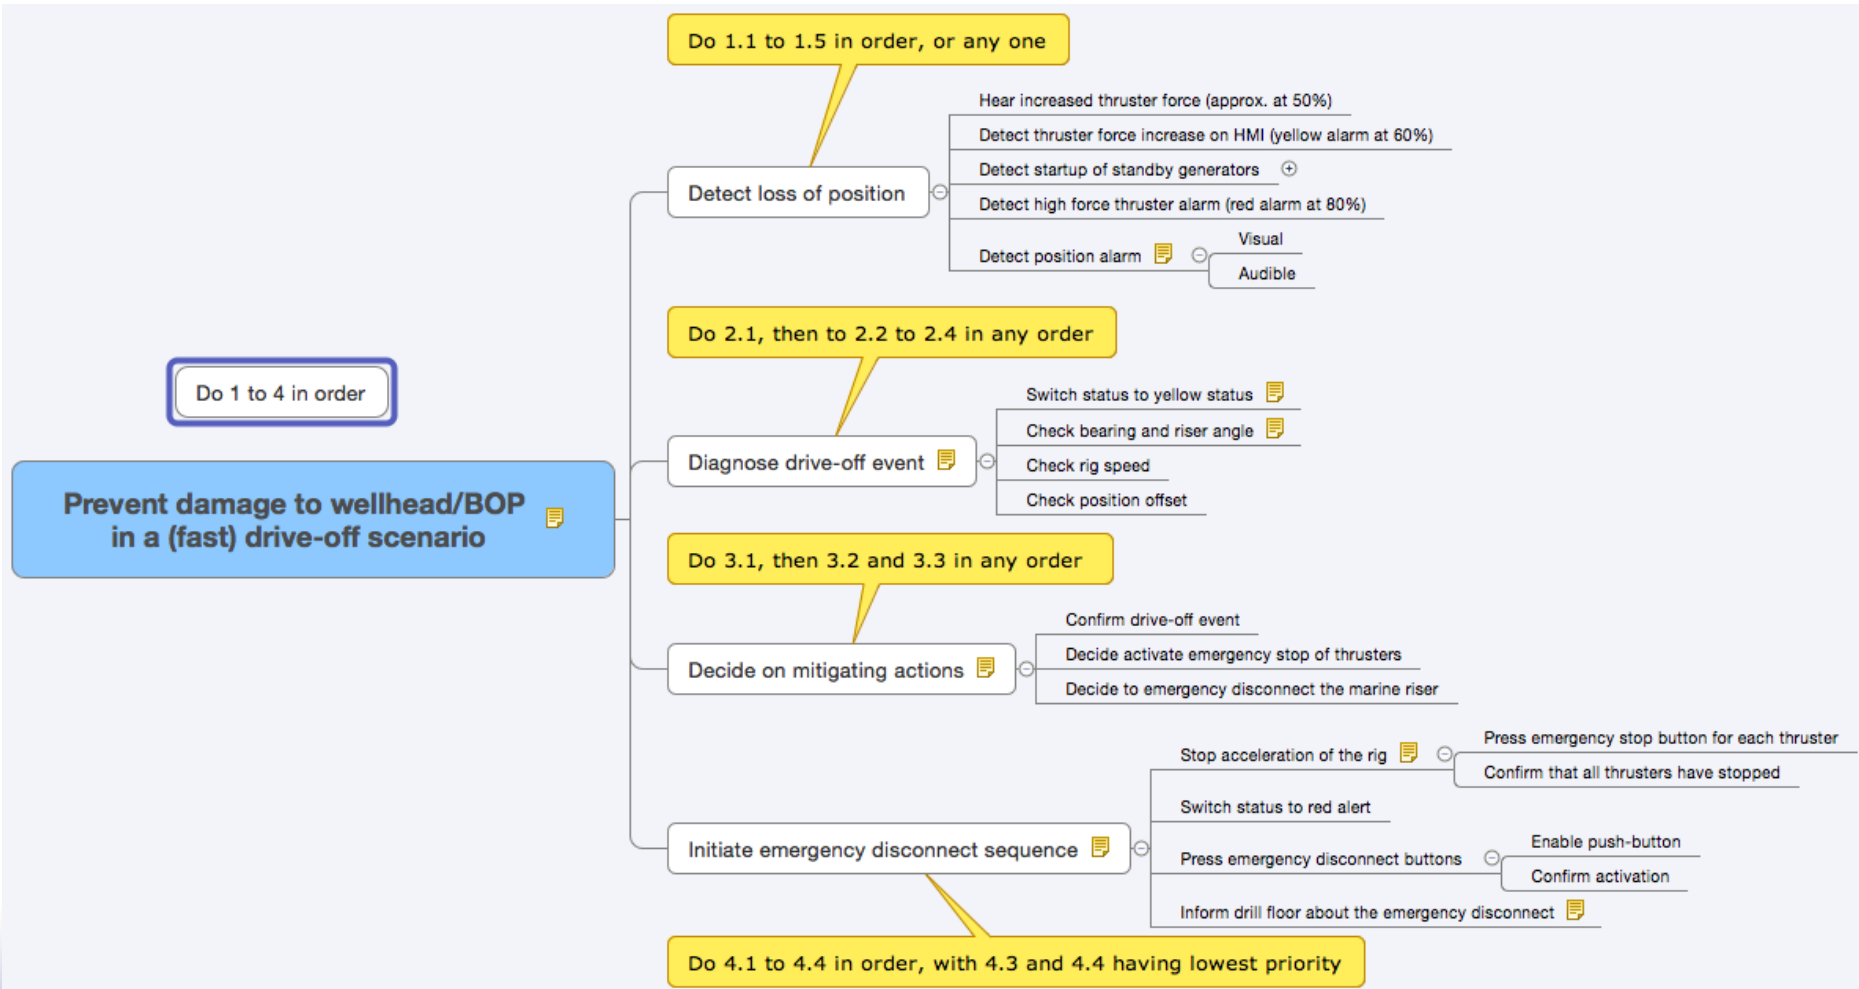 Do 1.1 to 1.5 in order, or any one
Hear increased thruster force (approx. at 50%)
Detect thruster force increase on HMI (yellow alarm at 60%)
Detect startup of standby generators
Detect loss of position
Detect high force thruster alarm (red alarm at 80%)
Visual
Detect position alarm
Audible
Do 2.1, then to 2.2 to 2.4 in any order
Do 1 to 4 in order
Switch status to yellow status
Check bearing and riser angle
Diagnose drive-off event
Check rig speed
Check position offset
Prevent damage to wellhead/BOP
in a (fast) drive-off scenario
Do 3.1, then 3.2 and 3.3 in any order
Confirm drive-off event
Decide activate emergency stop of thrusters
Decide on mitigating actions
Decide to emergency disconnect the marine riser
Press emergency stop button for each thruster
Stop acceleration of the rig
Confirm that all thrusters have stopped
Switch status to red alert
Initiate emergency disconnect sequence
Enable push-button
Press emergency disconnect buttons
Confirm activation
Inform drill floor about the emergency disconnect
Do 4.1 to 4.4 in order, with 4.3 and 4.4 having lowest priority